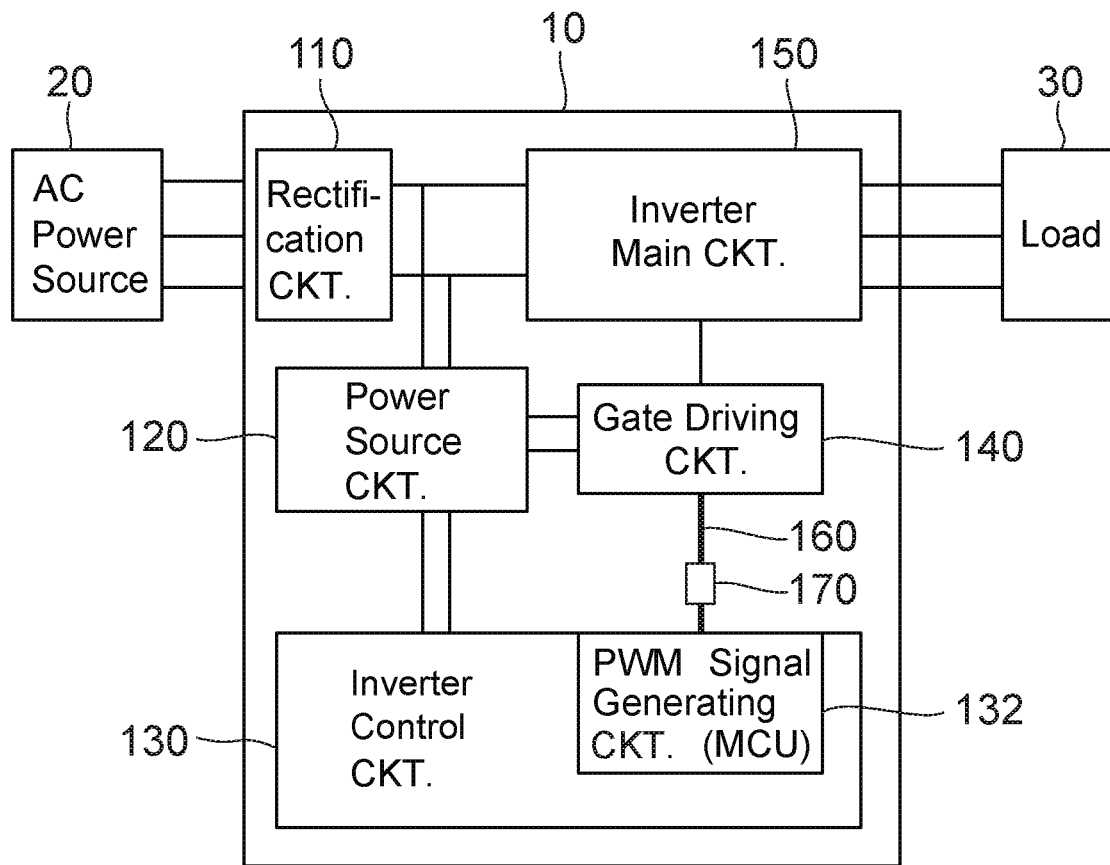 10
110
150
20
30
AC
Power
Source
Rectifi-
cation
CKT.
Inverter
Main CKT.
Load
Power
Source
CKT.
120
Gate Driving
CKT.
140
160
170
PWM Signal
Generating
CKT. (MCU)
132
Inverter
Control
CKT.
130